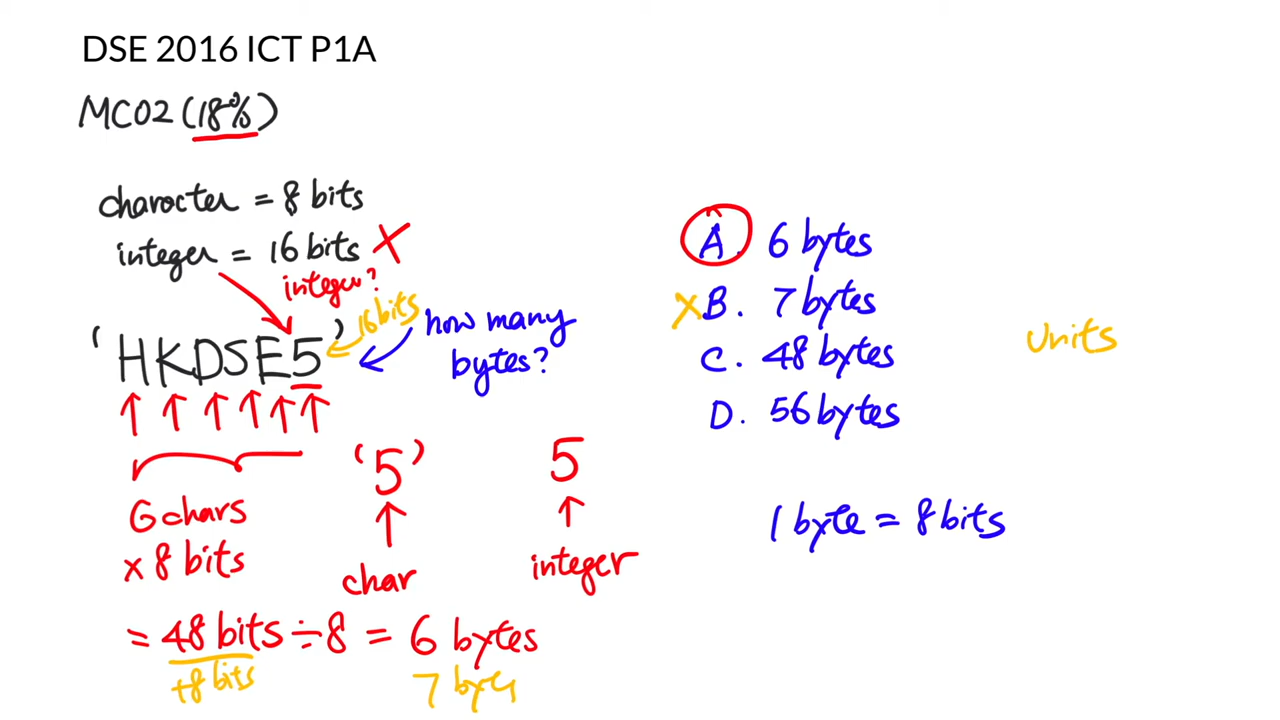 DSE 2016 ICT P1A
MC02 (18%)
character = 8 bits
integer = 16 bits X
integer?
16 bits
'HKDSE5'
how many
bytes?
6 chars
x 8 bits
'5'
char
5
integer
= 48 bits ÷ 8 = 6 bytes
+8 bits
7 bytes
A. 6 bytes
X B. 7 bytes
C. 48 bytes
D. 56 bytes
Units
1 byte = 8 bits